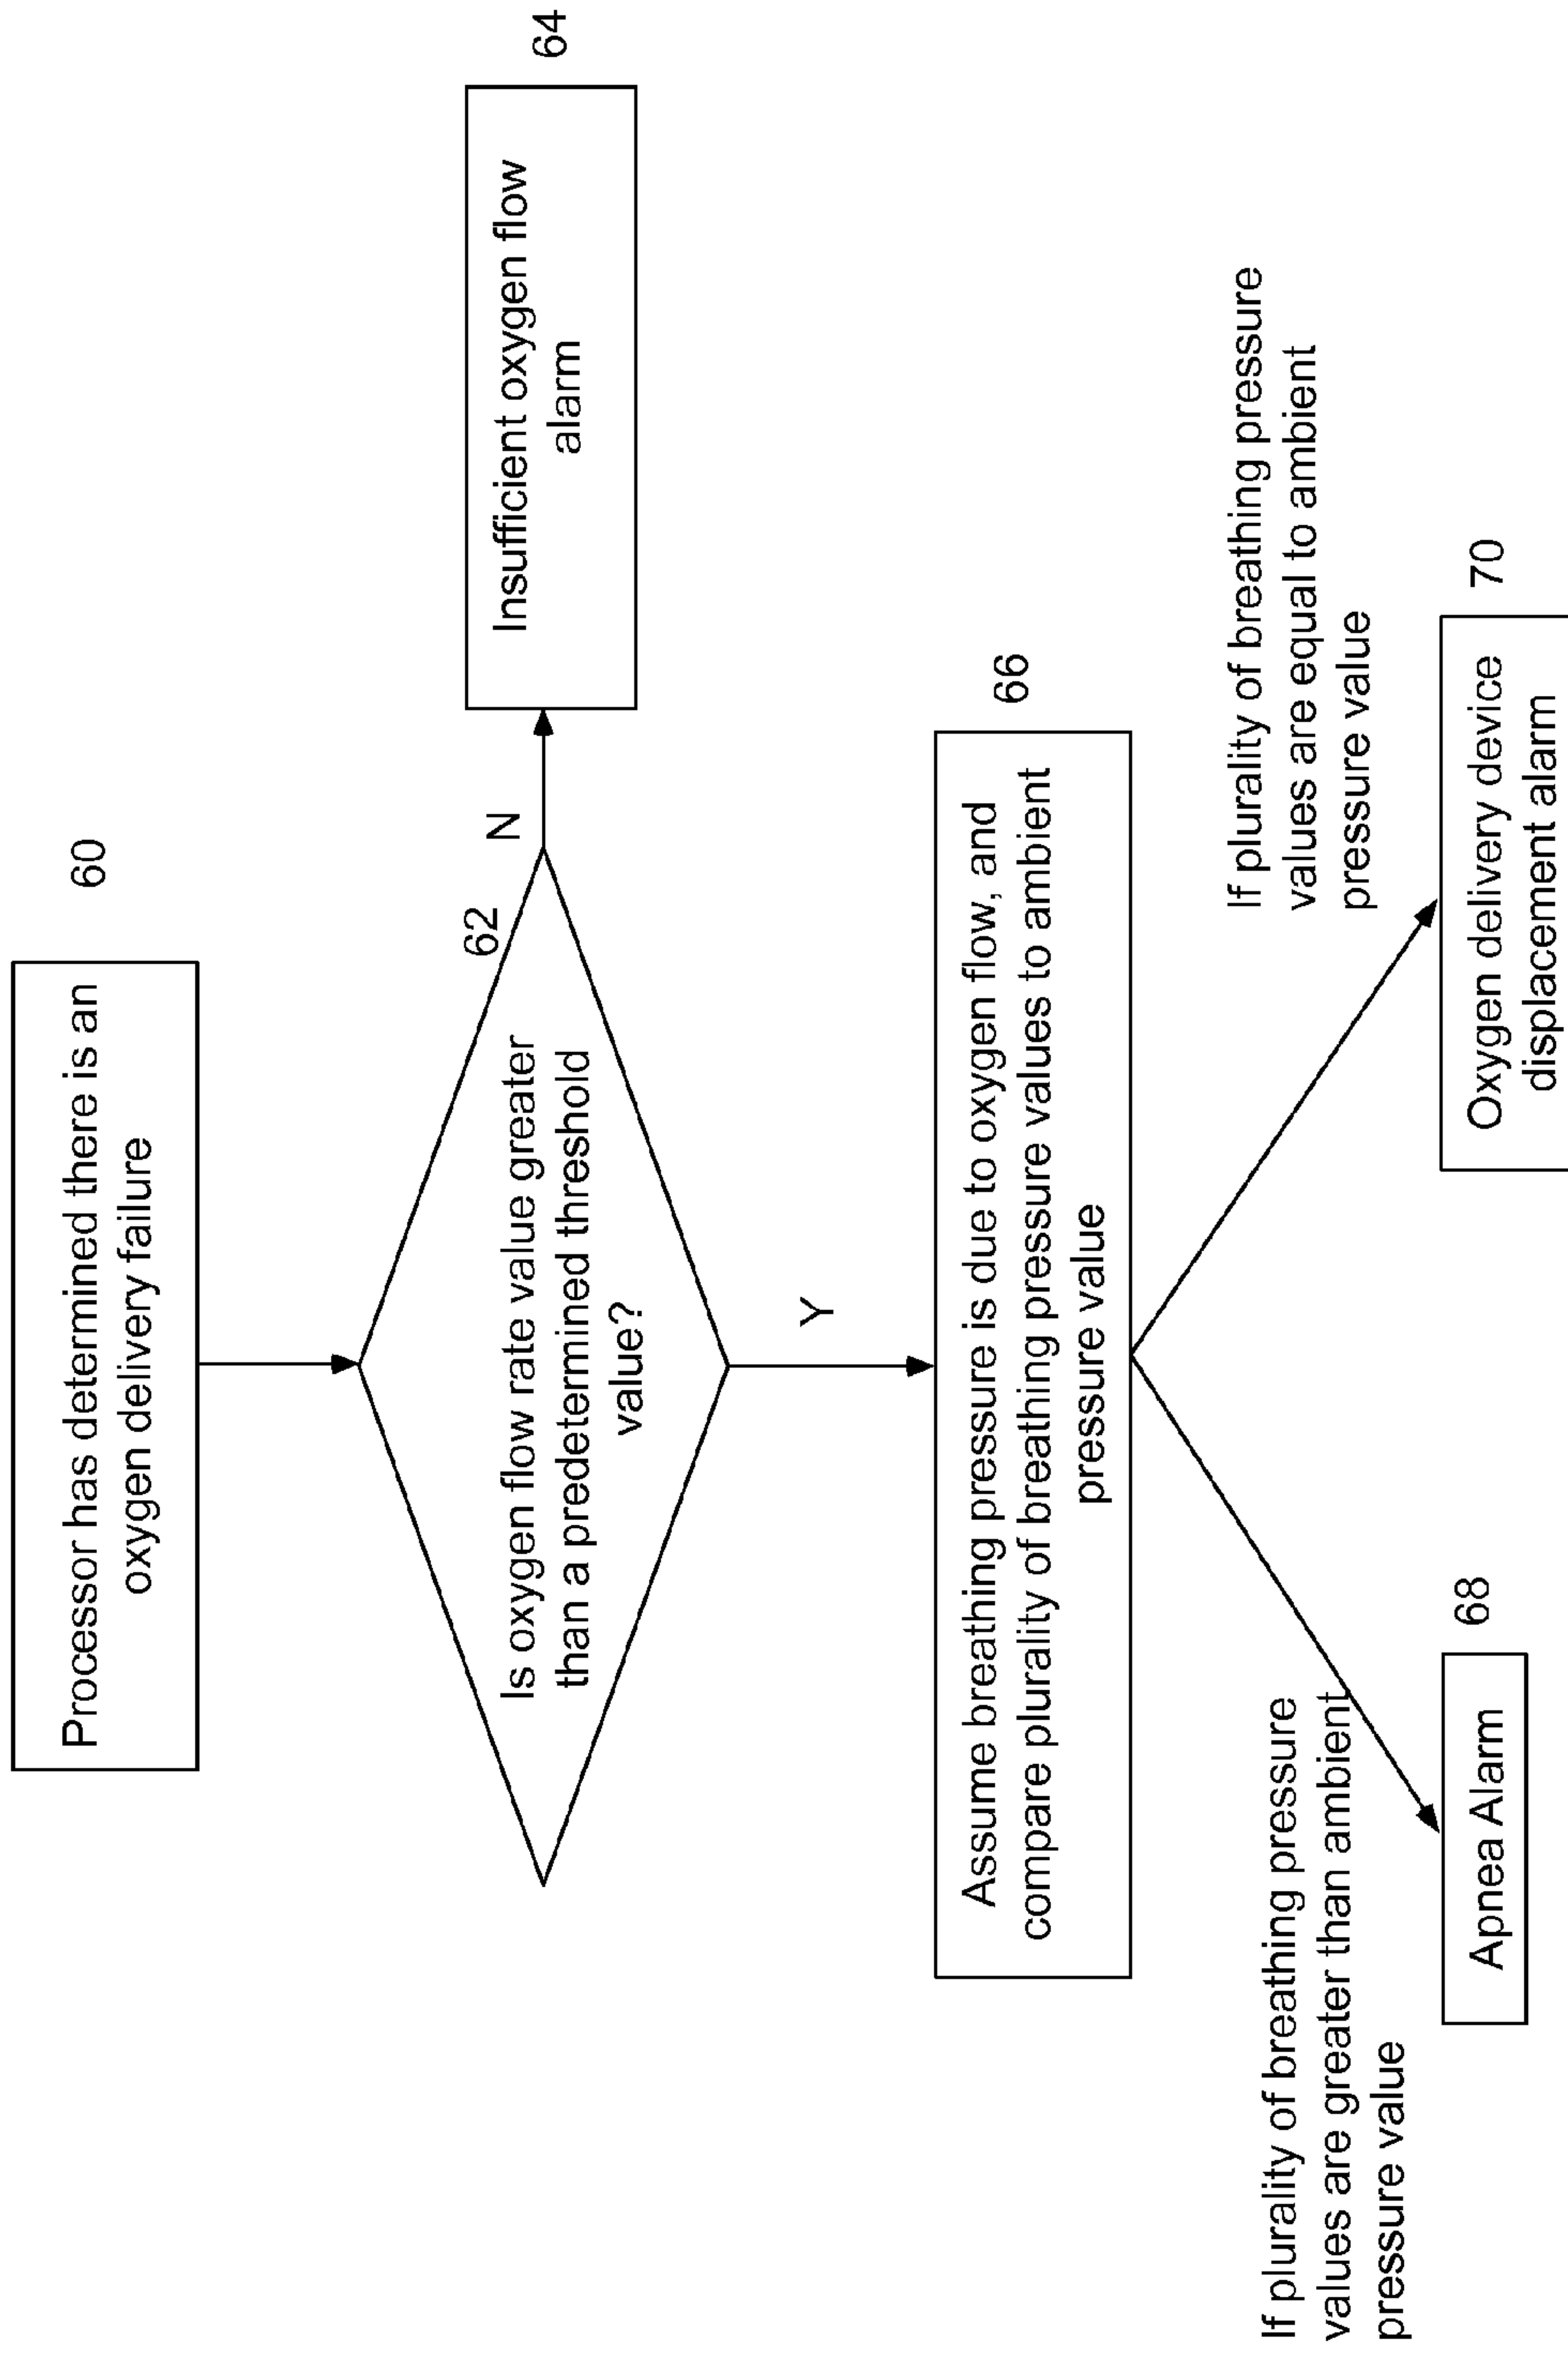 Processor has determined there is an
oxygen delivery failure
60
62
Is oxygen flow rate value greater
than a predetermined threshold
value?
N
Insufficient oxygen flow
alarm
64
Y
Assume breathing pressure is due to oxygen flow, and
compare plurality of breathing pressure values to ambient
pressure value
66
If plurality of breathing pressure
values are greater than ambient
pressure value
If plurality of breathing pressure
values are equal to ambient
pressure value
Apnea Alarm
68
Oxygen delivery device
displacement alarm
70